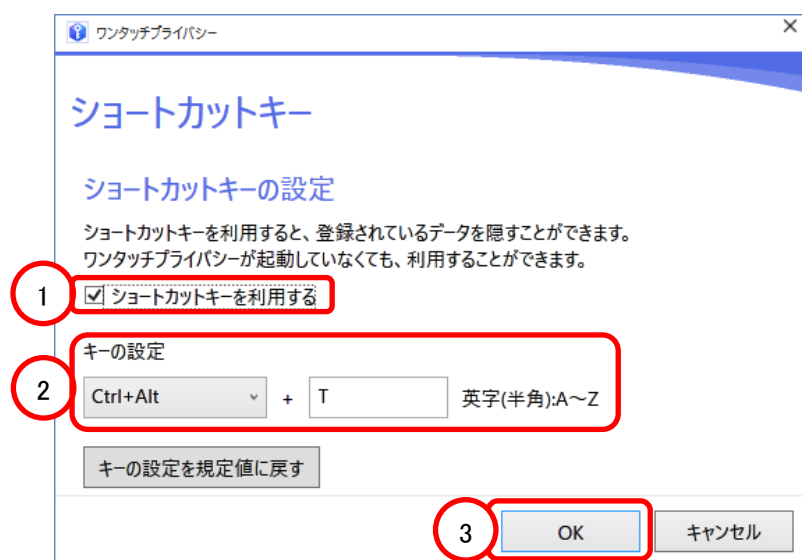 ワンタッチプライバシー
ショートカットキー
ショートカットキーの設定
ショートカットキーを利用すると、登録されているデータを隠すことができます。
ワンタッチプライバシーが起動していなくても、利用することができます。
1 ショートカットキーを利用する
キーの設定
2 Ctrl+Alt + T 英字(半角):A～Z
キーの設定を規定値に戻す
3 OK キャンセル